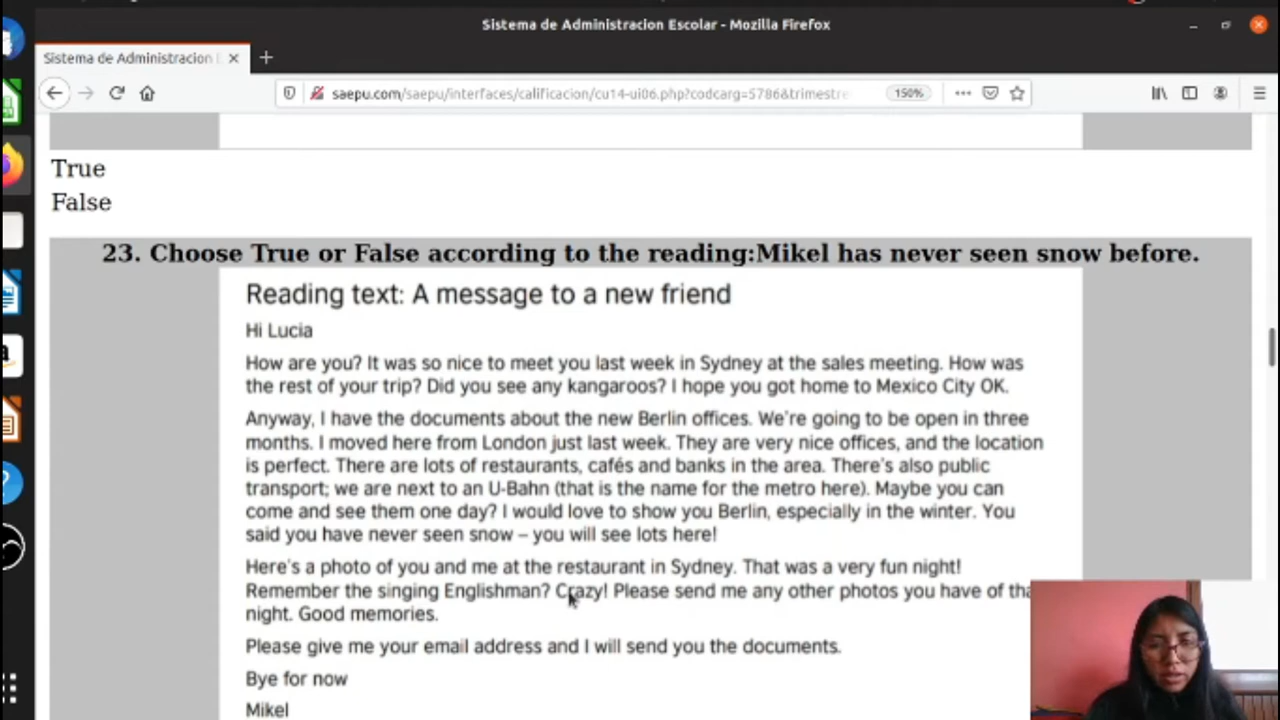 Sistema de Administracion Escolar - Mozilla Firefox
Sistema de Administracion
saepu.com/saepu/interfaces/calificacion/cu14-ui06.php?codcarg=5786&trimestre
150%
True
False
23. Choose True or False according to the reading:Mikel has never seen snow before.
Reading text: A message to a new friend
Hi Lucia
How are you? It was so nice to meet you last week in Sydney at the sales meeting. How was
the rest of your trip? Did you see any kangaroos? I hope you got home to Mexico City OK.
Anyway, I have the documents about the new Berlin offices. We're going to be open in three
months. I moved here from London just last week. They are very nice offices, and the location
is perfect. There are lots of restaurants, cafés and banks in the area. There's also public
transport; we are next to an U-Bahn (that is the name for the metro here). Maybe you can
come and see them one day? I would love to show you Berlin, especially in the winter. You
said you have never seen snow – you will see lots here!
Here's a photo of you and me at the restaurant in Sydney. That was a very fun night!
Remember the singing Englishman? Crazy! Please send me any other photos you have of tha
night. Good memories.
Please give me your email address and I will send you the documents.
Bye for now
Mikel